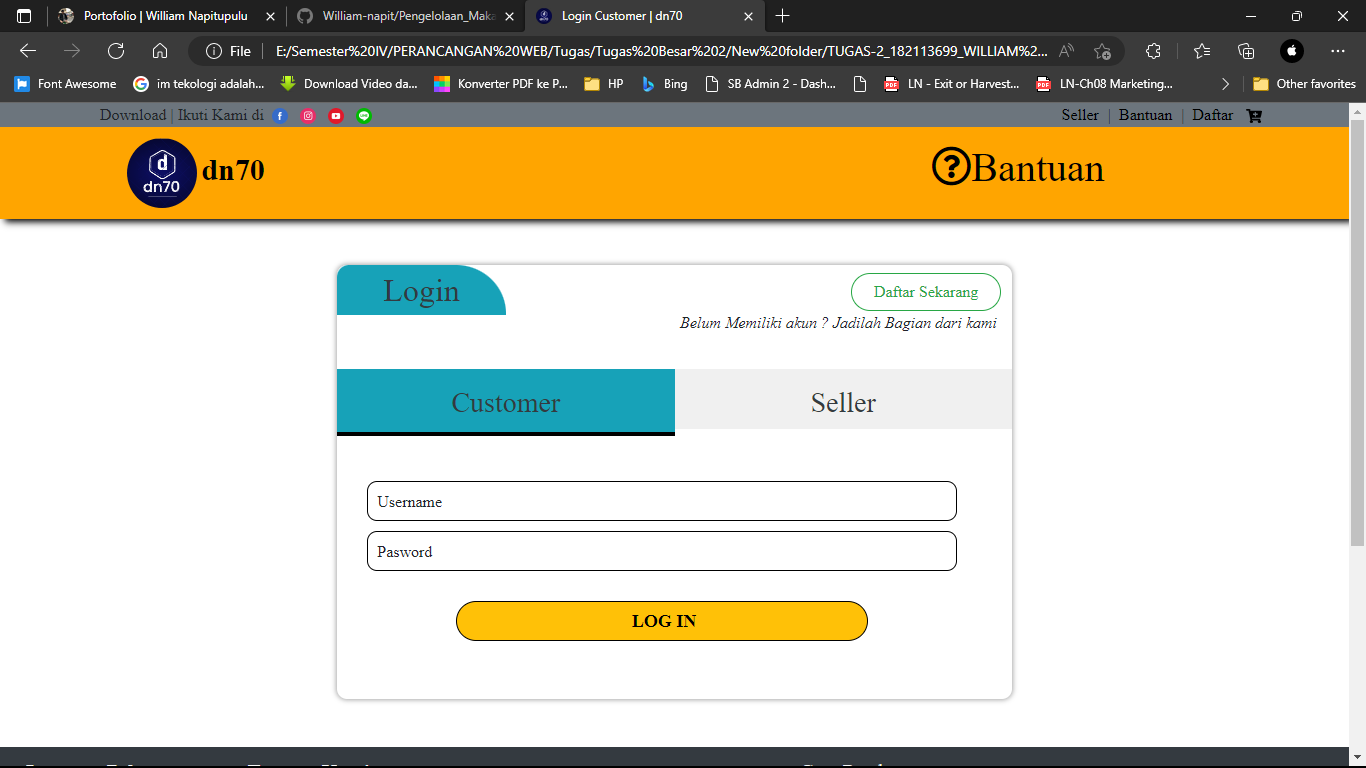 Portofolio | William Napitupulu
William-napit/Pengelolaan_Maka
Login Customer | dn70
File
E:/Semester%20IV/PERANCANGAN%20WEB/Tugas/Tugas%20Besar%202/New%20folder/TUGAS-2_182113699_WILLIAM%2...
Font Awesome
im tekologi adalah...
Download Video da...
Konverter PDF ke P...
HP
Bing
SB Admin 2 - Dash...
LN - Exit or Harvest...
LN-Ch08 Marketing...
Other favorites
Download | Ikuti Kami di
Seller | Bantuan | Daftar
dn70
dn70
Bantuan
Login
Daftar Sekarang
Belum Memiliki akun ? Jadilah Bagian dari kami
Customer
Seller
Username
Pasword
LOG IN